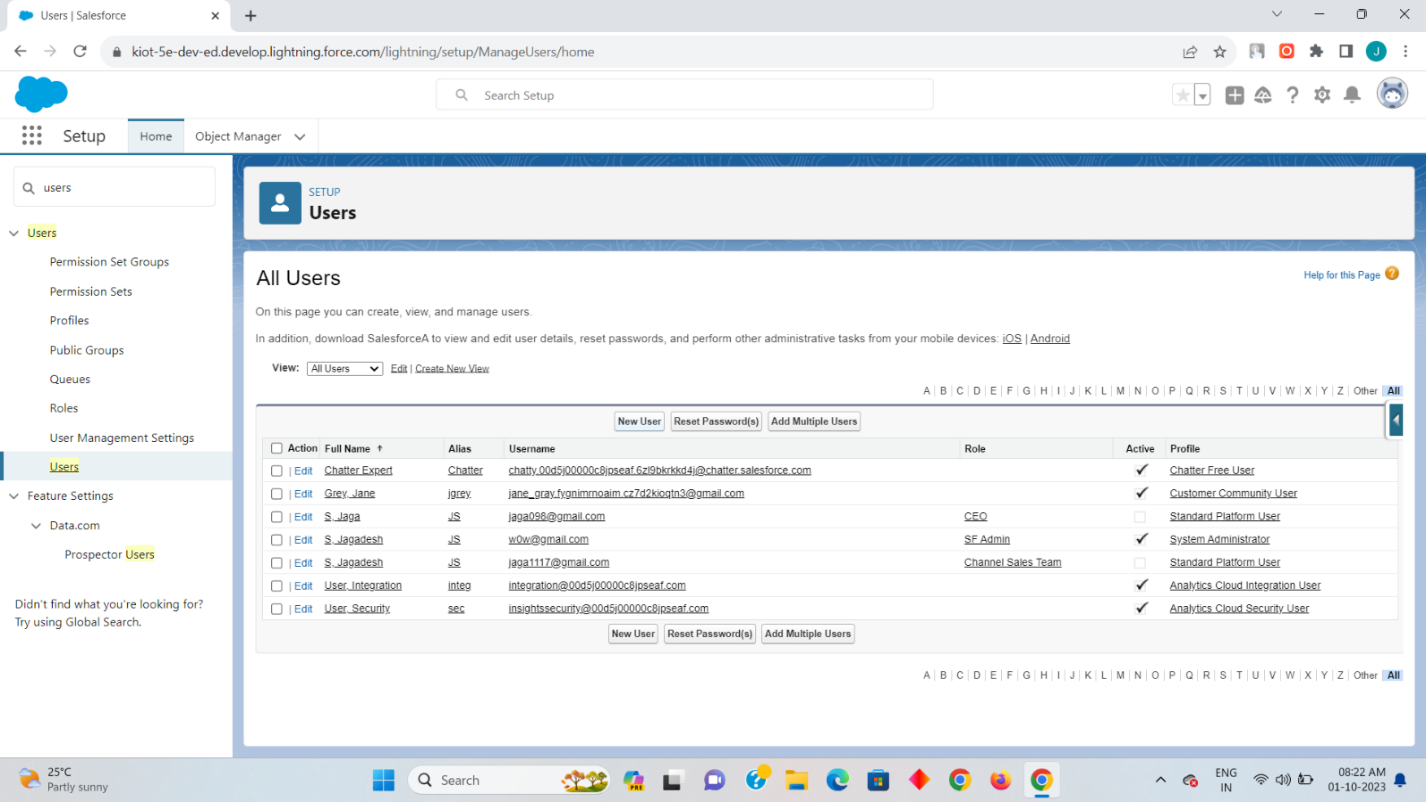 Users | Salesforce
kiot-5e-dev-ed.develop.lightning.force.com/lightning/setup/ManageUsers/home
J
Search Setup
Setup
Home
Object Manager
users
SETUP
Users
Users
Permission Set Groups
Permission Sets
Profiles
Public Groups
Queues
Roles
User Management Settings
Users
Feature Settings
Data.com
Prospector Users
Didn't find what you're looking for?
Try using Global Search.
All Users
Help for this Page ?
On this page you can create, view, and manage users.
In addition, download SalesforceA to view and edit user details, reset passwords, and perform other administrative tasks from your mobile devices: iOS | Android
View: All Users Edit | Create New View
A | B | C | D | E | F | G | H | I | J | K | L | M | N | O | P | Q | R | S | T | U | V | W | X | Y | Z | Other | All
New User Reset Password(s) Add Multiple Users
Action Full Name ↑ Alias Username Role Active Profile
| Edit Chatter Expert Chatter chatty.00d5j00000c8jpseaf.6zl9bkrkkd4j@chatter.salesforce.com Chatter Free User
| Edit Grey, Jane jgrey jane_gray.fygnimrnoaim.cz7d2kioqtn3@gmail.com Customer Community User
| Edit S, Jaga JS jaga098@gmail.com CEO Standard Platform User
| Edit S, Jagadesh JS w0w@gmail.com SF Admin System Administrator
| Edit S, Jagadesh JS jaga1117@gmail.com Channel Sales Team Standard Platform User
| Edit User, Integration integ integration@00d5j00000c8jpseaf.com Analytics Cloud Integration User
| Edit User, Security sec insightssecurity@00d5j00000c8jpseaf.com Analytics Cloud Security User
New User Reset Password(s) Add Multiple Users
A | B | C | D | E | F | G | H | I | J | K | L | M | N | O | P | Q | R | S | T | U | V | W | X | Y | Z | Other | All
25°C
Partly sunny
Search
PRE
ENG
IN
08:22 AM
01-10-2023